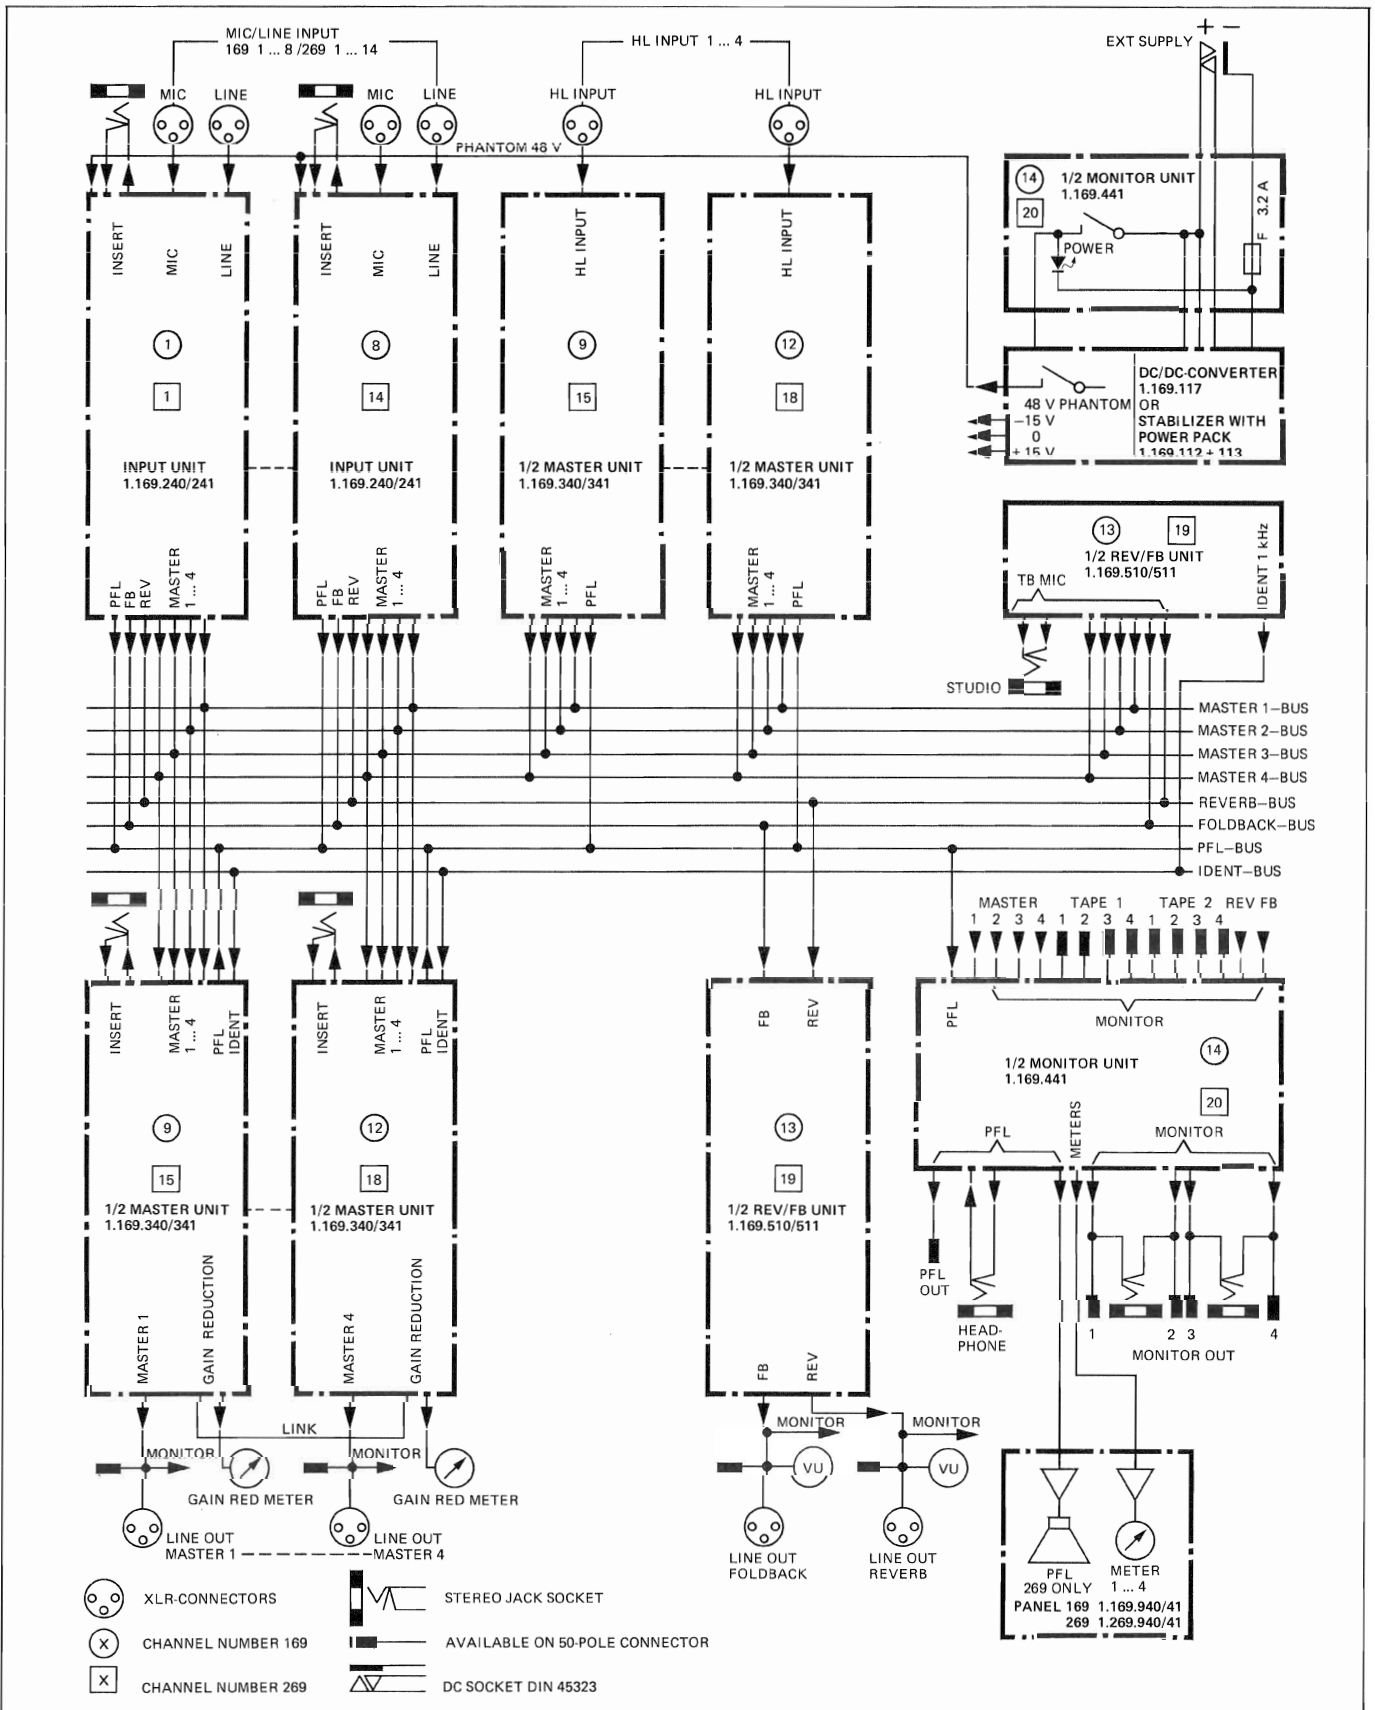 MIC/LINE INPUT
169 1 ... 8 /269 1 ... 14
HL INPUT 1 ... 4
EXT SUPPLY
+ −
MIC
LINE
MIC
LINE
HL INPUT
HL INPUT
PHANTOM 48 V
INSERT
MIC
LINE
1
1
INPUT UNIT
1.169.240/241
PFL
FB
REV
MASTER
1 ... 4
INSERT
MIC
LINE
8
14
INPUT UNIT
1.169.240/241
PFL
FB
REV
MASTER
1 ... 4
HL INPUT
9
15
1/2 MASTER UNIT
1.169.340/341
MASTER
1 ... 4
PFL
HL INPUT
12
18
1/2 MASTER UNIT
1.169.340/341
MASTER
1 ... 4
PFL
14
20
1/2 MONITOR UNIT
1.169.441
POWER
F 3.2 A
48 V PHANTOM
−15 V
0
+ 15 V
DC/DC-CONVERTER
1.169.117
OR
STABILIZER WITH
POWER PACK
1.169.112 + 113
13
19
1/2 REV/FB UNIT
1.169.510/511
TB MIC
IDENT 1 kHz
STUDIO
MASTER 1–BUS
MASTER 2–BUS
MASTER 3–BUS
MASTER 4–BUS
REVERB–BUS
FOLDBACK–BUS
PFL–BUS
IDENT–BUS
INSERT
MASTER
1 ... 4
PFL
IDENT
9
15
1/2 MASTER UNIT
1.169.340/341
MASTER 1
GAIN REDUCTION
INSERT
MASTER
1 ... 4
PFL
IDENT
12
18
1/2 MASTER UNIT
1.169.340/341
MASTER 4
GAIN REDUCTION
LINK
MONITOR
GAIN RED METER
LINE OUT
MASTER 1
MONITOR
GAIN RED METER
LINE OUT
MASTER 4
FB
REV
13
19
1/2 REV/FB UNIT
1.169.510/511
FB
REV
MONITOR
MONITOR
VU
VU
LINE OUT
FOLDBACK
LINE OUT
REVERB
MASTER TAPE 1 TAPE 2 REV FB
1 2 3 4 1 2 3 4 1 2 3 4
PFL
MONITOR
1/2 MONITOR UNIT
1.169.441
14
20
PFL
METERS
MONITOR
PFL
OUT
HEAD-
PHONE
1 2 3 4
MONITOR OUT
PFL
269 ONLY
METER
1 ... 4
PANEL 169 1.169.940/41
269 1.269.940/41
XLR-CONNECTORS
X
CHANNEL NUMBER 169
X
CHANNEL NUMBER 269
STEREO JACK SOCKET
AVAILABLE ON 50-POLE CONNECTOR
DC SOCKET DIN 45323